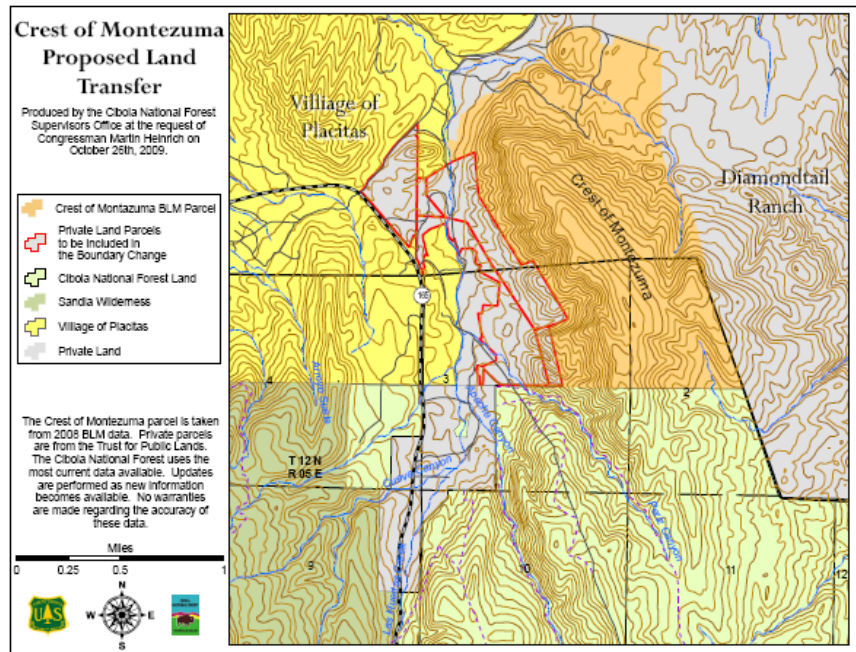 Crest of Montezuma
Proposed Land
Transfer
Produced by the Cibola National Forest
Supervisors Office at the request of
Congressman Martin Heinrich on
October 26th, 2009.
Crest of Montazuma BLM Parcel
Private Land Parcels
to be Included in
the Boundary Change
Cibola National Forest Land
Sandia Wilderness
Village of Placitas
Private Land
The Crest of Montezuma parcel is taken
from 2008 BLM data. Private parcels
are from the Trust for Public Lands.
The Cibola National Forest uses the
most current data available. Updates
are performed as new information
becomes available. No warranties
are made regarding the accuracy of
these data.
Miles
0 0.25 0.5 1
N
W E
S
U S
Villiage of
Placitas
Diamondtail
Ranch
Crest of Montezuma
165
4
3
2
T 12 N
R 05 E
Cuervo Canyon
Peak Canyon
9
10
11
12